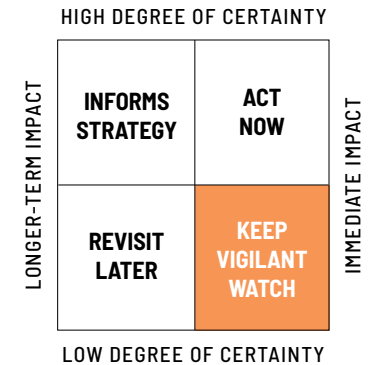 HIGH DEGREE OF CERTAINTY
LONGER-TERM IMPACT
INFORMS
STRATEGY
ACT
NOW
IMMEDIATE IMPACT
REVISIT
LATER
KEEP
VIGILANT
WATCH
LOW DEGREE OF CERTAINTY